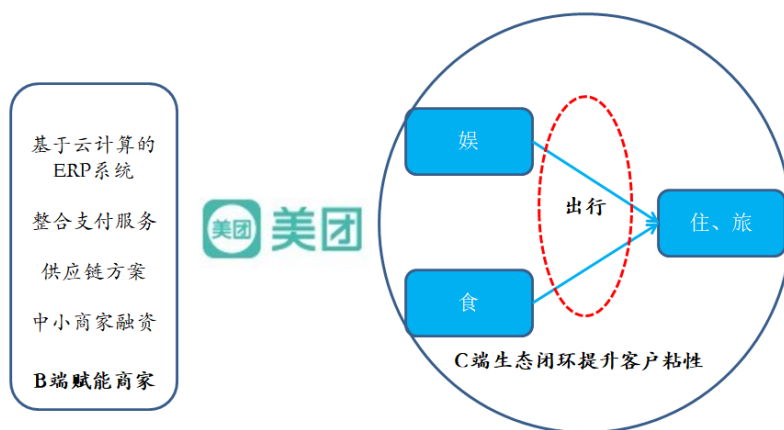 基于云计算的
ERP系统
整合支付服务
供应链方案
中小商家融资
B端赋能商家
美团 美团
娱
出行
住、旅
食
C端生态闭环提升客户粘性